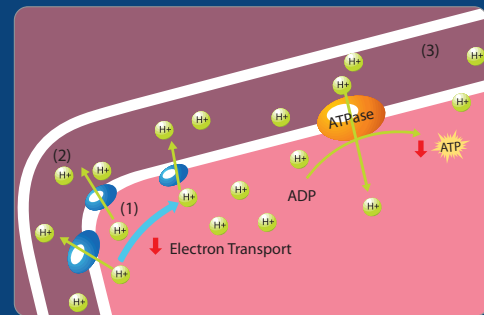 H+
H+
(3)
H+
H+
H+
H+
H+
H+
ATPase
(2)
H+
H+
H+
ATP
H+
H+
ADP
(1)
H+
H+
H+
H+
H+
Electron Transport
H+
H+